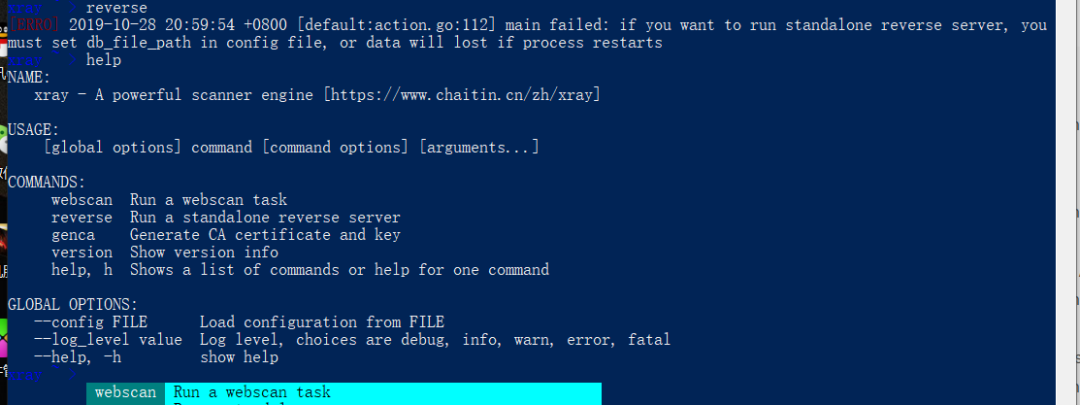 xray reverse
[ERRO] 2019-10-28 20:59:54 +0800 [default:action.go:112] main failed: if you want to run standalone reverse server, you
must set db_file_path in config file, or data will lost if process restarts
xray help
NAME:
xray - A powerful scanner engine [https://www.chaitin.cn/zh/xray]
USAGE:
[global options] command [command options] [arguments...]
COMMANDS:
webscan  Run a webscan task
reverse  Run a standalone reverse server
genca    Generate CA certificate and key
version  Show version info
help, h  Shows a list of commands or help for one command
GLOBAL OPTIONS:
--config FILE      Load configuration from FILE
--log_level value  Log level, choices are debug, info, warn, error, fatal
--help, -h         show help
xray
webscan  Run a webscan task